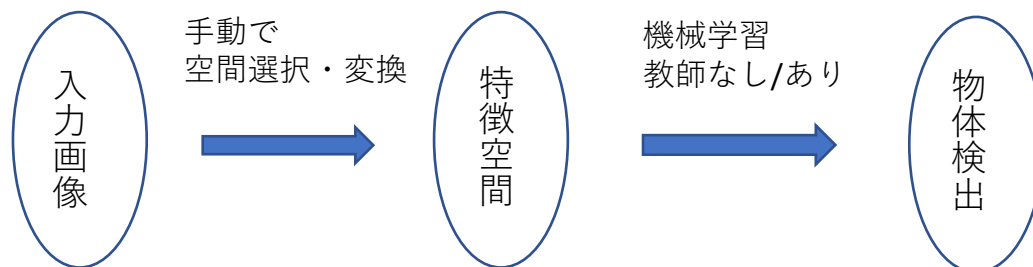 入力画像
手動で
空間選択・変換
特徴空間
機械学習
教師なし/あり
物体検出